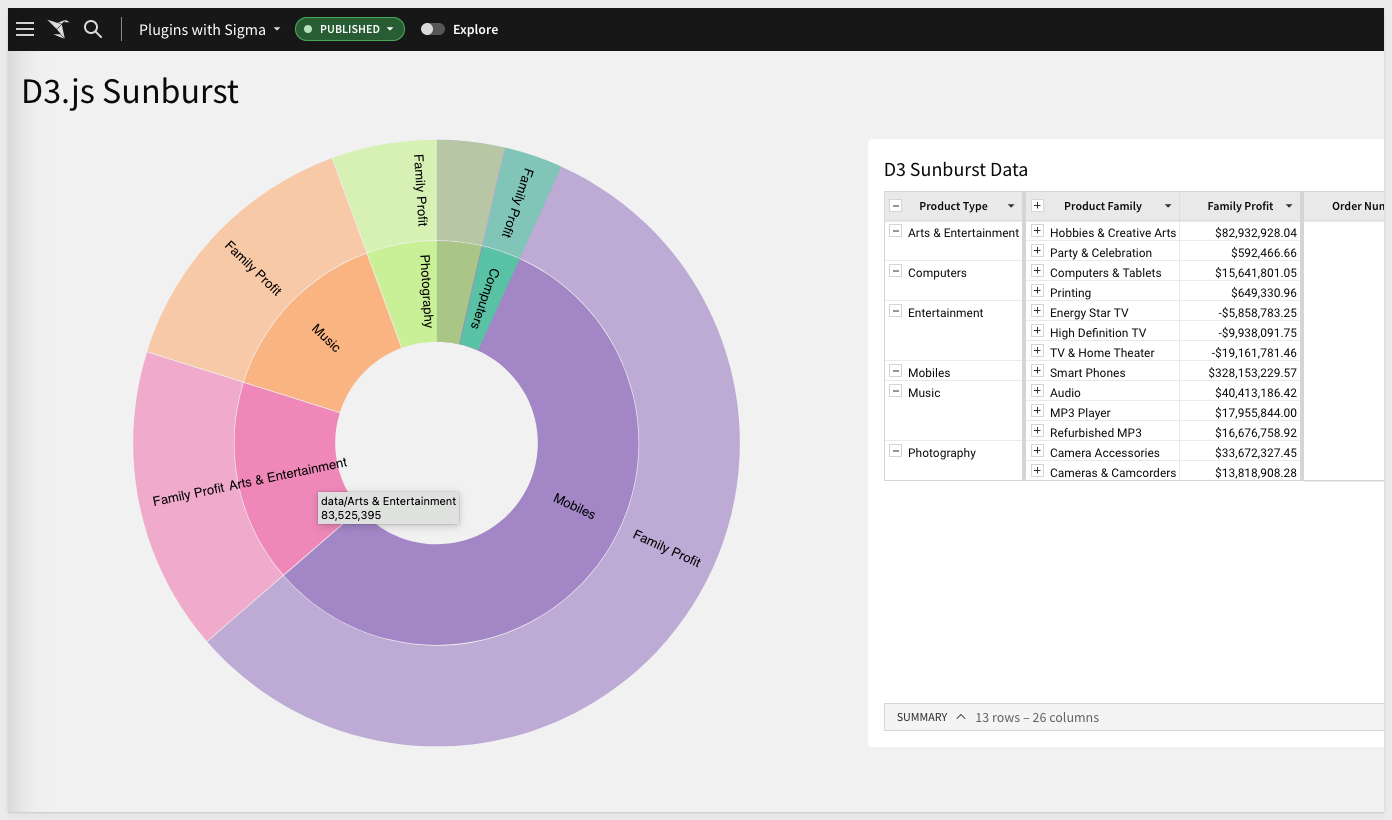 Plugins with Sigma
PUBLISHED
Explore
D3.js Sunburst
Family Profit
Family Profit
Family Profit
Photography
Computers
Music
Mobiles
Family Profit
Family Profit Arts & Entertainment
data/Arts & Entertainment
83,525,395
D3 Sunburst Data
Product Type Product Family Family Profit Order Num
Arts & Entertainment Hobbies & Creative Arts $82,932,928.04
Party & Celebration $592,466.66
Computers Computers & Tablets $15,641,801.05
Printing $649,330.96
Entertainment Energy Star TV -$5,858,783.25
High Definition TV -$9,938,091.75
TV & Home Theater -$19,161,781.46
Mobiles Smart Phones $328,153,229.57
Music Audio $40,413,186.42
MP3 Player $17,955,844.00
Refurbished MP3 $16,676,758.92
Photography Camera Accessories $33,672,327.45
Cameras & Camcorders $13,818,908.28
SUMMARY 13 rows – 26 columns